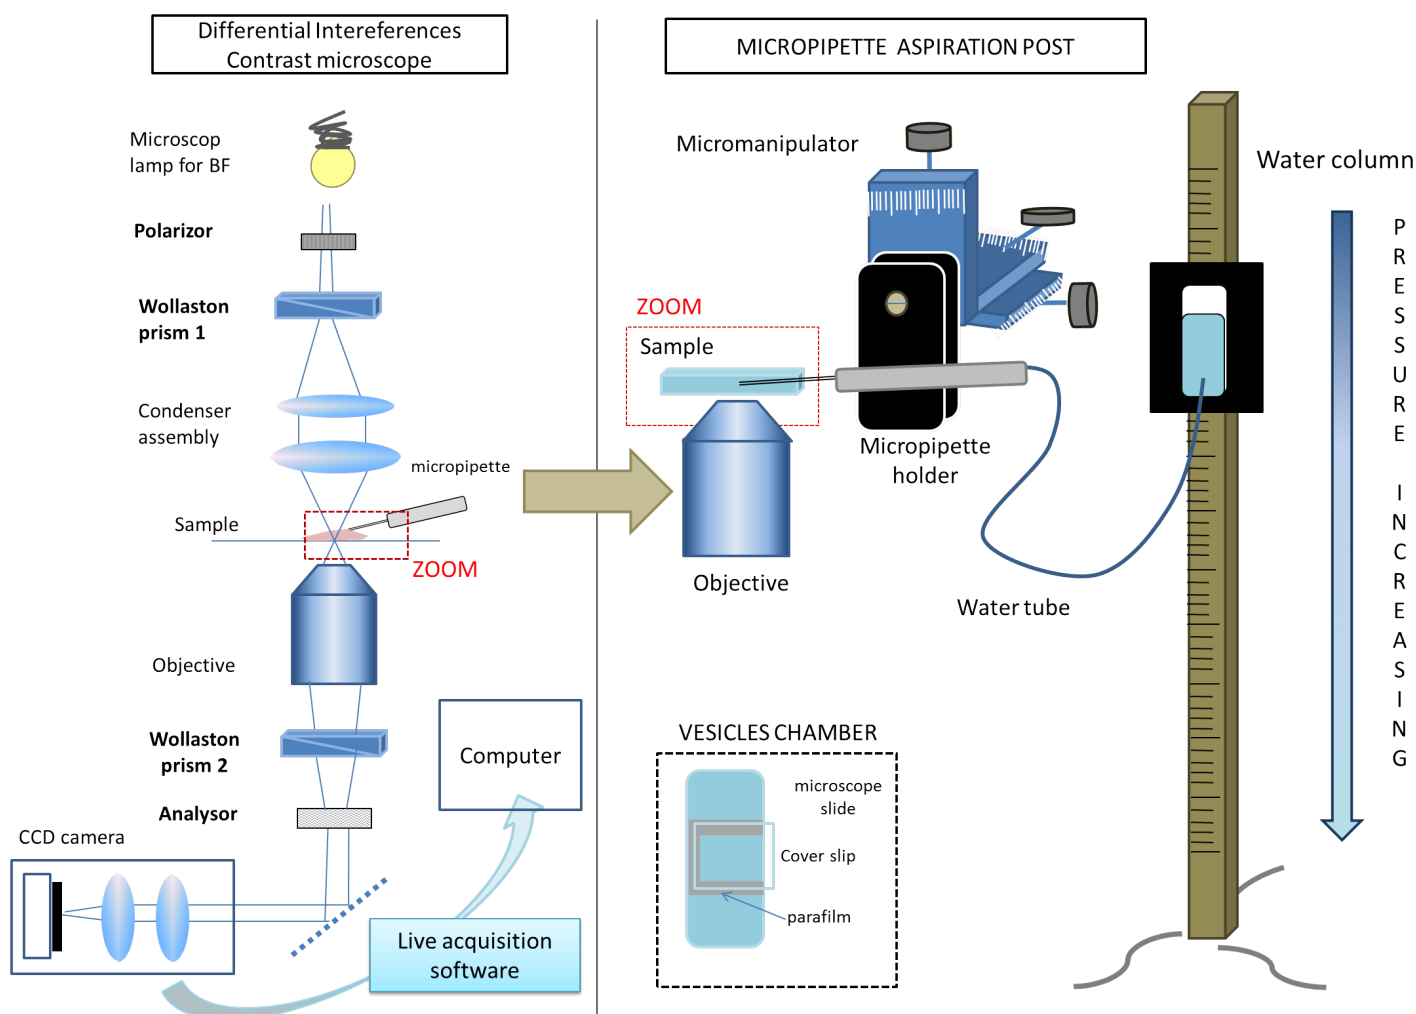 Differential Intereferences
Contrast microscope
Microscop
lamp for BF
Polarizor
Wollaston
prism 1
Condenser
assembly
micropipette
Sample
ZOOM
Objective
Wollaston
prism 2
Analysor
CCD camera
Computer
Live acquisition
software
MICROPIPETTE ASPIRATION POST
Micromanipulator
Water column
ZOOM
Sample
Micropipette
holder
Objective
Water tube
PRESSURE INCREASING
VESICLES CHAMBER
microscope
slide
Cover slip
parafilm